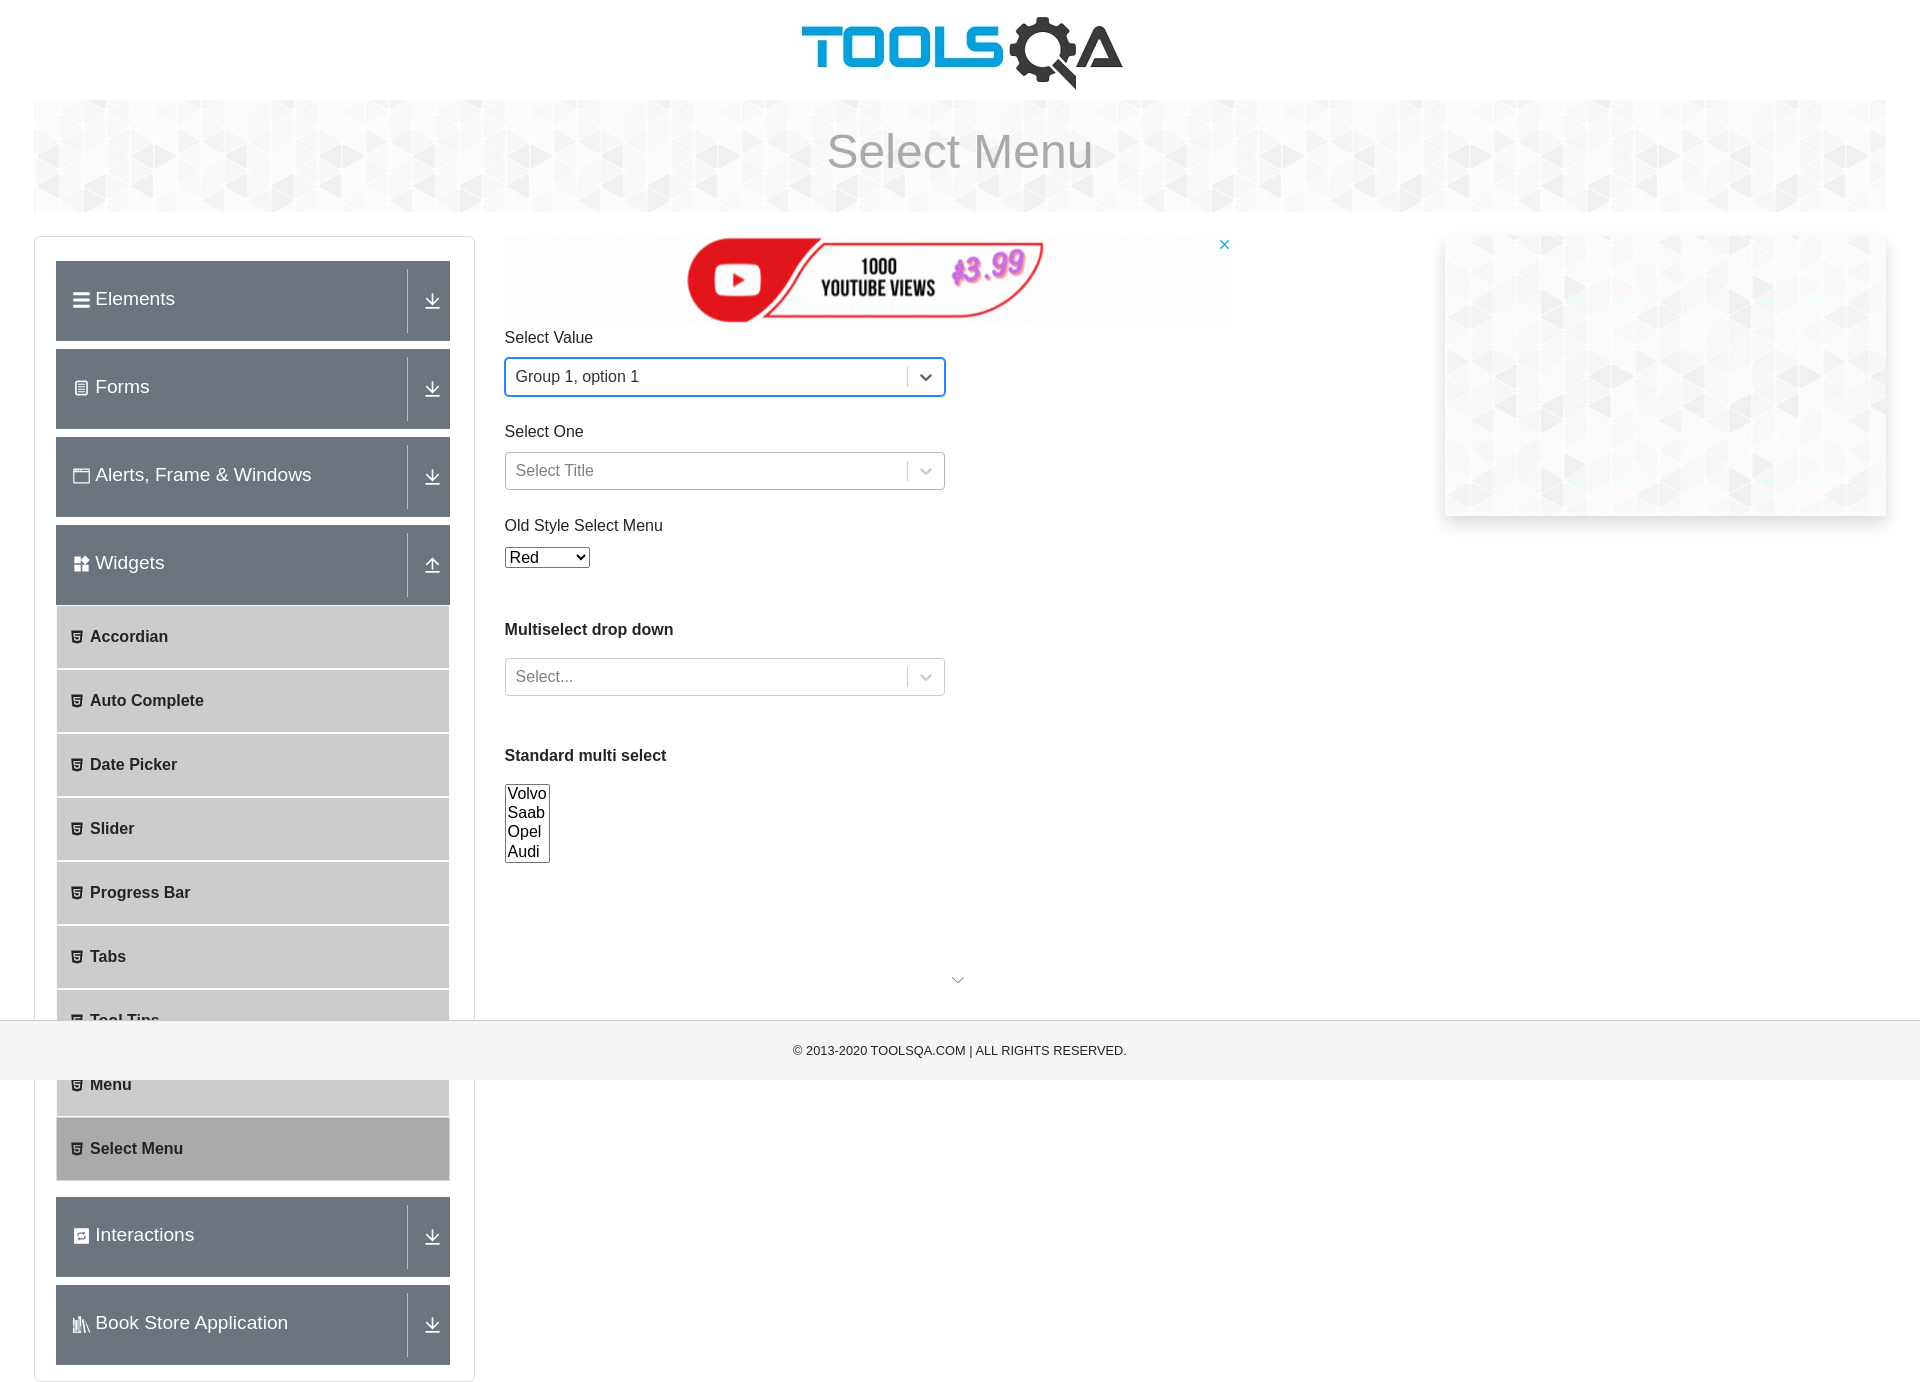 TOOLSQA
Select Menu
Elements
Forms
Alerts, Frame & Windows
Widgets
Accordian
Auto Complete
Date Picker
Slider
Progress Bar
Tabs
Tool Tips
Menu
Select Menu
Interactions
Book Store Application
1000
YOUTUBE VIEWS
$3.99
Select Value
Group 1, option 1
Select One
Select Title
Old Style Select Menu
Red
Multiselect drop down
Select...
Standard multi select
Volvo
Saab
Opel
Audi
© 2013-2020 TOOLSQA.COM | ALL RIGHTS RESERVED.